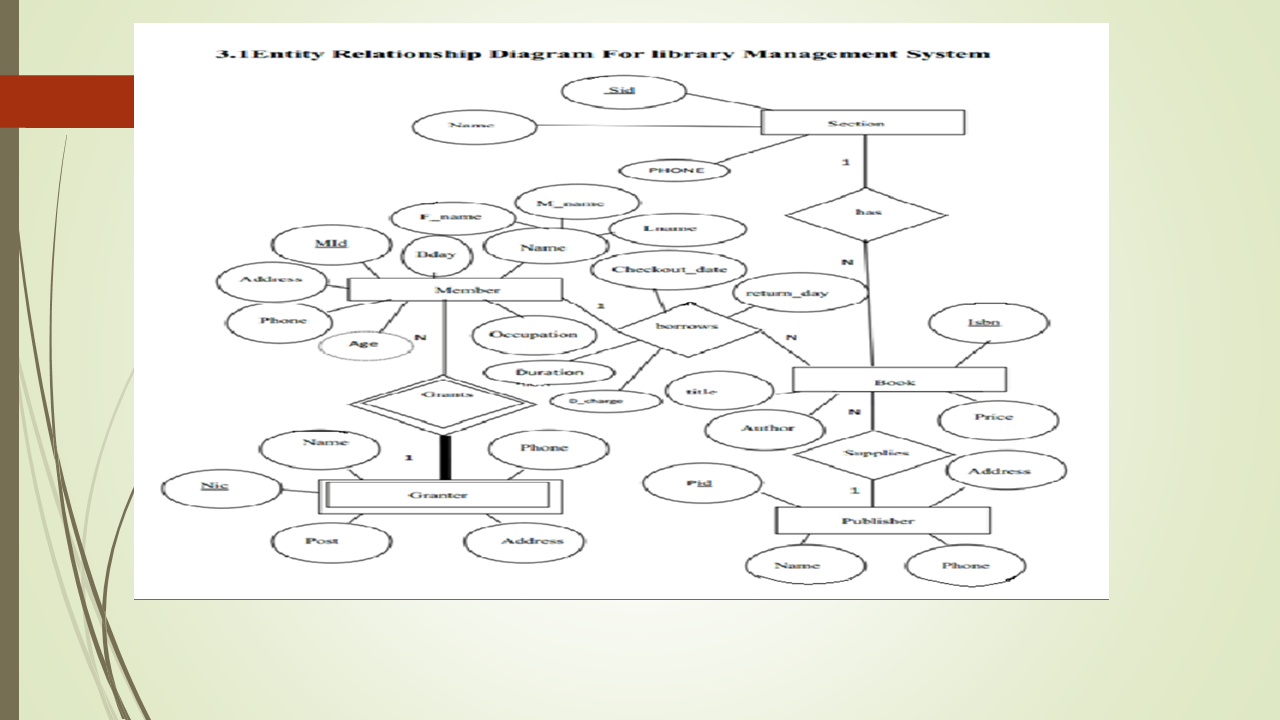 3.1Entity Relationship Diagram For library Management System
Sid
Name
Section
PHONE
1
has
M_name
F_name
Lname
MId
Dday
Name
N
Address
Checkout_date
Member
return_day
1
Phone
borrows
Isbn
Age
N
Occupation
N
Duration
Book
Grants
D_charge
title
N
Price
Author
Name
Phone
Supplies
1
Address
Nic
Pid
1
Granter
Publisher
Post
Address
Name
Phone